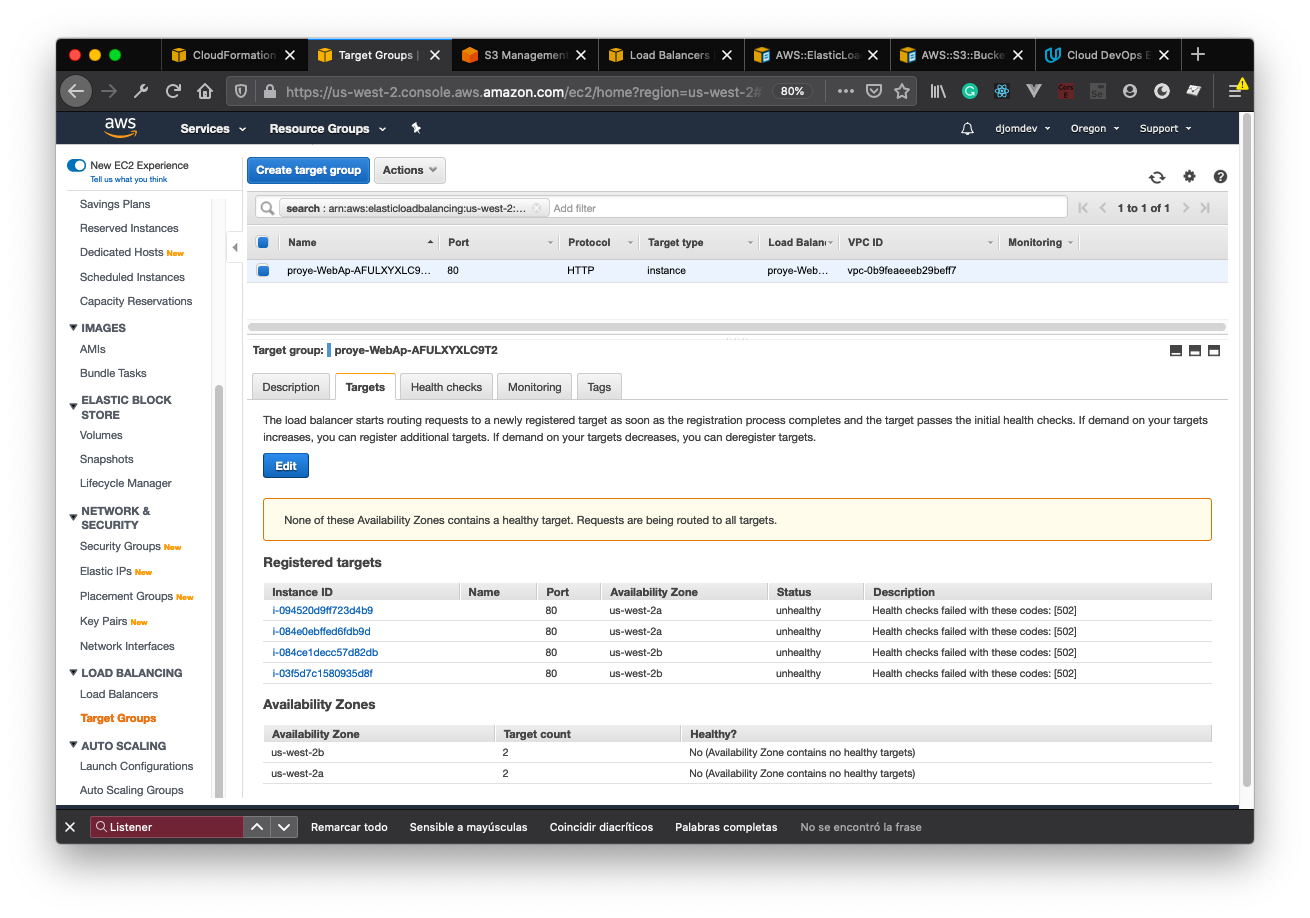 CloudFormation
Target Groups |
S3 Management
Load Balancers
AWS::ElasticLoa
AWS::S3::Bucke
Cloud DevOps E
https://us-west-2.console.aws.amazon.com/ec2/home?region=us-west-2#
80%
aws
Services
Resource Groups
djomdev
Oregon
Support
New EC2 Experience
Tell us what you think
Savings Plans
Reserved Instances
Dedicated Hosts New
Scheduled Instances
Capacity Reservations
IMAGES
AMIs
Bundle Tasks
ELASTIC BLOCK
STORE
Volumes
Snapshots
Lifecycle Manager
NETWORK &
SECURITY
Security Groups New
Elastic IPs New
Placement Groups New
Key Pairs New
Network Interfaces
LOAD BALANCING
Load Balancers
Target Groups
AUTO SCALING
Launch Configurations
Auto Scaling Groups
Create target group
Actions
search : arn:aws:elasticloadbalancing:us-west-2:...
Add filter
1 to 1 of 1
Name Port Protocol Target type Load Balan VPC ID Monitoring
proye-WebAp-AFULXYXLC9... 80 HTTP instance proye-Web... vpc-0b9feaeeeb29beff7
Target group: proye-WebAp-AFULXYXLC9T2
Description Targets Health checks Monitoring Tags
The load balancer starts routing requests to a newly registered target as soon as the registration process completes and the target passes the initial health checks. If demand on your targets
increases, you can register additional targets. If demand on your targets decreases, you can deregister targets.
Edit
None of these Availability Zones contains a healthy target. Requests are being routed to all targets.
Registered targets
Instance ID Name Port Availability Zone Status Description
i-094520d9ff723d4b9 80 us-west-2a unhealthy Health checks failed with these codes: [502]
i-084e0ebffed6fdb9d 80 us-west-2a unhealthy Health checks failed with these codes: [502]
i-084ce1decc57d82db 80 us-west-2b unhealthy Health checks failed with these codes: [502]
i-03f5d7c1580935d8f 80 us-west-2b unhealthy Health checks failed with these codes: [502]
Availability Zones
Availability Zone Target count Healthy?
us-west-2b 2 No (Availability Zone contains no healthy targets)
us-west-2a 2 No (Availability Zone contains no healthy targets)
Listener
Remarcar todo
Sensible a mayúsculas
Coincidir diacríticos
Palabras completas
No se encontró la frase